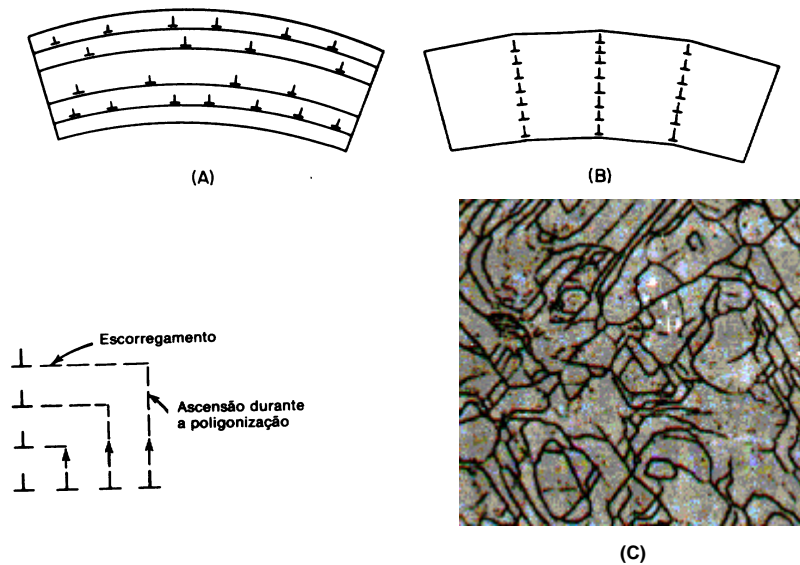 (A)
(B)
Escorregamento
Ascensão durante
a poligonização
(C)